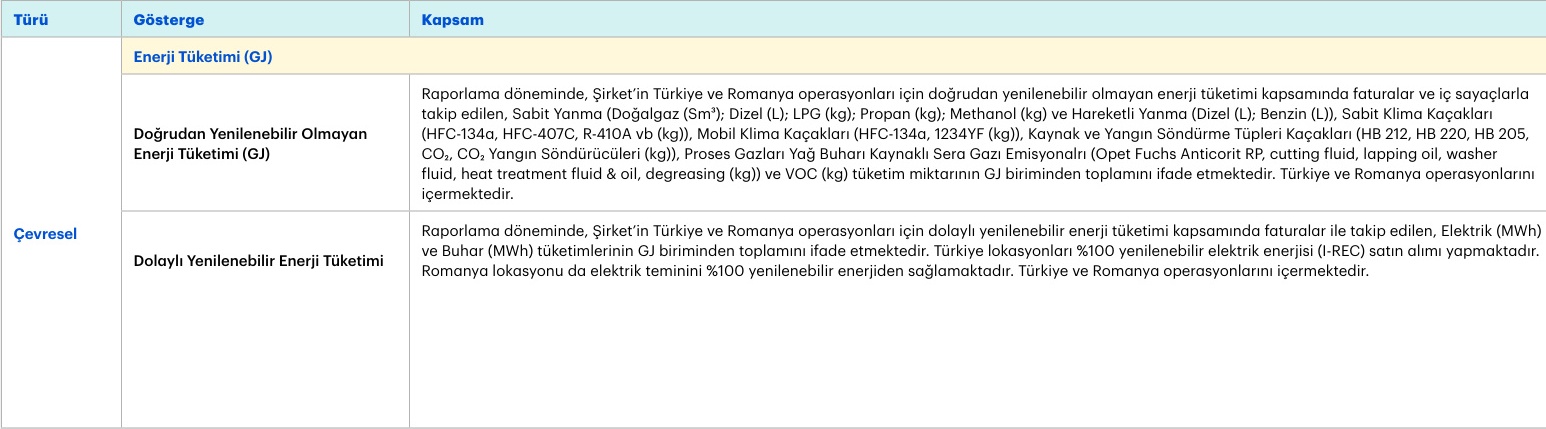 Türü Gösterge Kapsam
Enerji Tüketimi (GJ)
Çevresel
Doğrudan Yenilenebilir Olmayan
Enerji Tüketimi (GJ)
Raporlama döneminde, Şirket’in Türkiye ve Romanya operasyonları için doğrudan yenilenebilir olmayan enerji tüketimi kapsamında faturalar ve iç sayaçlarla
takip edilen, Sabit Yanma (Doğalgaz (Sm³); Dizel (L); LPG (kg); Propan (kg); Methanol (kg) ve Hareketli Yanma (Dizel (L); Benzin (L)), Sabit Klima Kaçakları
(HFC-134a, HFC-407C, R-410A vb (kg)), Mobil Klima Kaçakları (HFC-134a, 1234YF (kg)), Kaynak ve Yangın Söndürme Tüpleri Kaçakları (HB 212, HB 220, HB 205,
CO₂, CO₂ Yangın Söndürücüleri (kg)), Proses Gazları Yağ Buharı Kaynaklı Sera Gazı Emisyonalrı (Opet Fuchs Anticorit RP, cutting fluid, lapping oil, washer
fluid, heat treatment fluid & oil, degreasing (kg)) ve VOC (kg) tüketim miktarının GJ biriminden toplamını ifade etmektedir. Türkiye ve Romanya operasyonlarını
içermektedir.
Dolaylı Yenilenebilir Enerji Tüketimi
Raporlama döneminde, Şirket’in Türkiye ve Romanya operasyonları için dolaylı yenilenebilir enerji tüketimi kapsamında faturalar ile takip edilen, Elektrik (MWh)
ve Buhar (MWh) tüketimlerinin GJ biriminden toplamını ifade etmektedir. Türkiye lokasyonları %100 yenilenebilir elektrik enerjisi (I-REC) satın alımı yapmaktadır.
Romanya lokasyonu da elektrik teminini %100 yenilenebilir enerjiden sağlamaktadır. Türkiye ve Romanya operasyonlarını içermektedir.